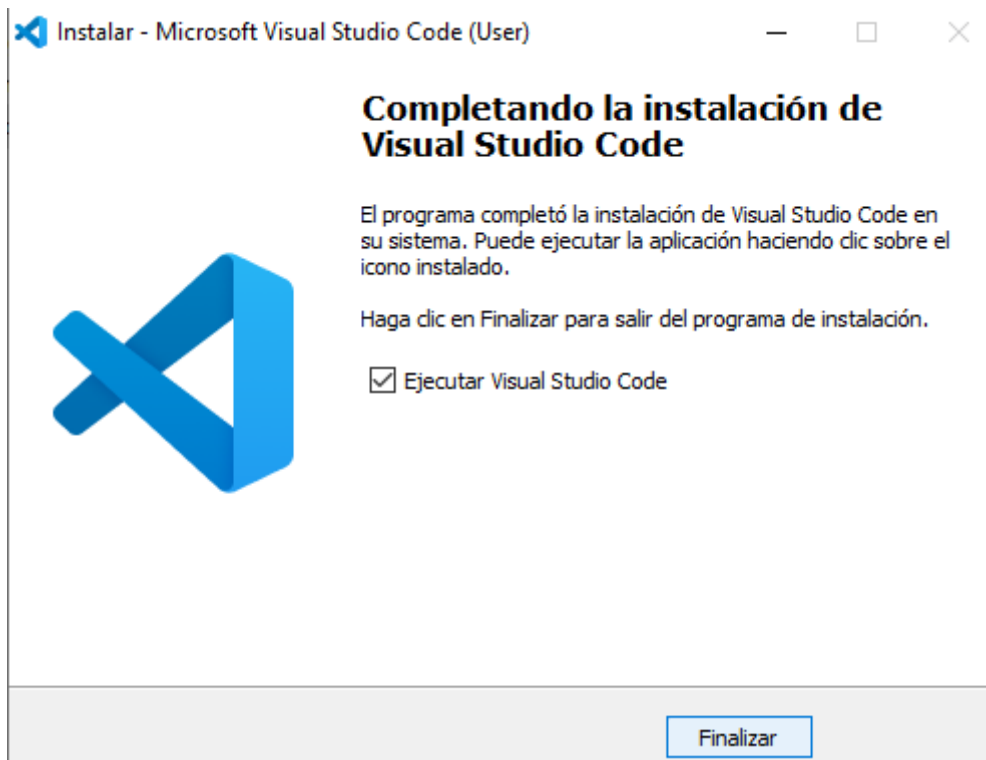 Instalar - Microsoft Visual Studio Code (User)
Completando la instalación de
Visual Studio Code
El programa completó la instalación de Visual Studio Code en
su sistema. Puede ejecutar la aplicación haciendo clic sobre el
icono instalado.
Haga clic en Finalizar para salir del programa de instalación.
Ejecutar Visual Studio Code
Finalizar